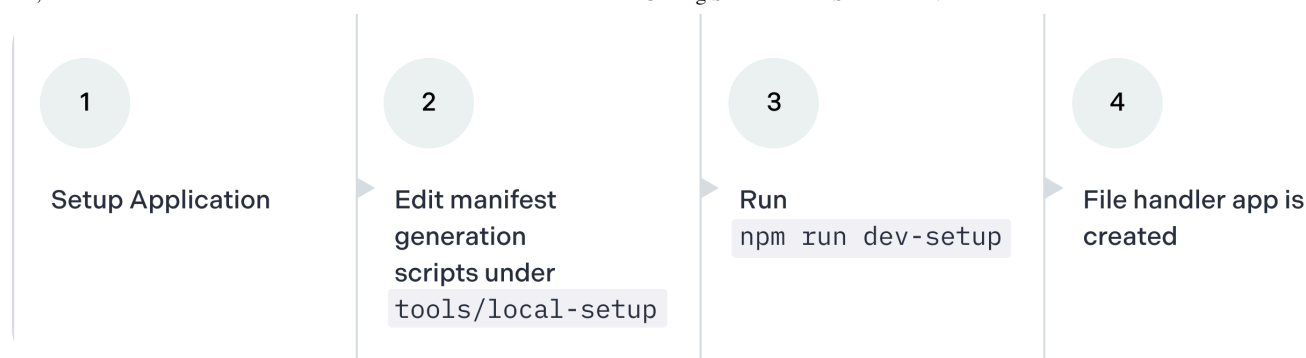 1
Setup Application
2
Edit manifest
generation
scripts under
tools/local-setup
3
Run
npm run dev-setup
4
File handler app is
created